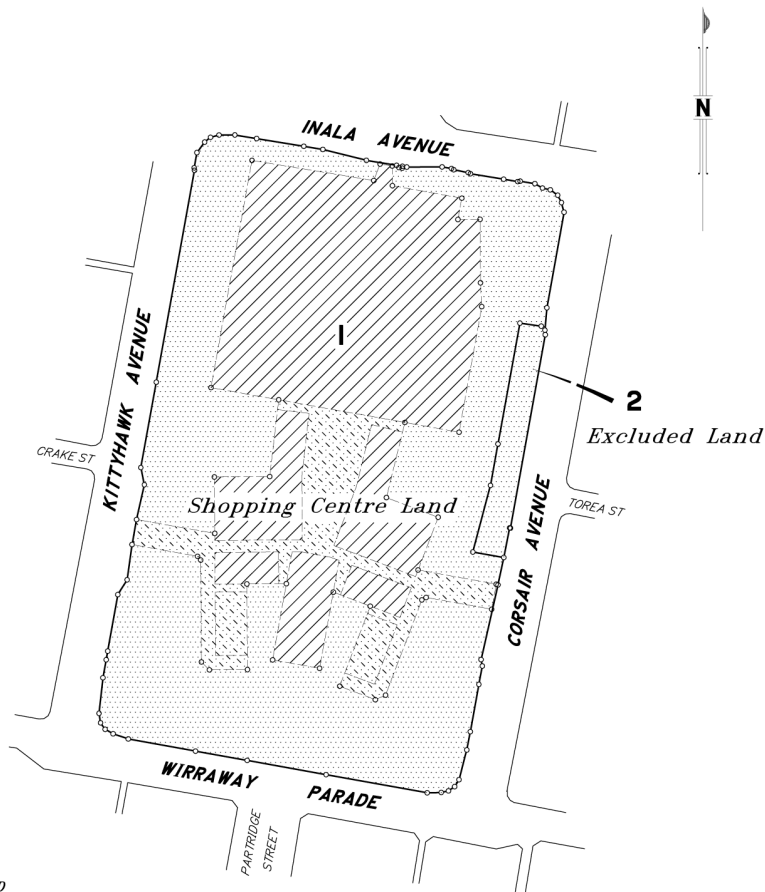 N
INALA AVENUE
1
KITTYHAWK AVENUE
2
Excluded Land
CRAKE ST
Shopping Centre Land
TOREA ST
CORSAIR AVENUE
WIRRAWAY PARADE
PARTRIDGE
STREET